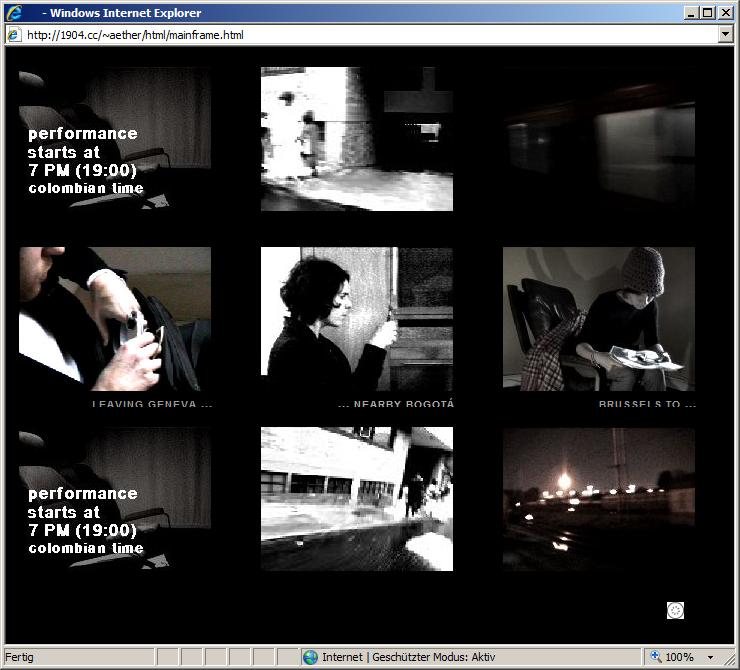 - Windows Internet Explorer
http://1904.cc/~aether/html/mainframe.html
performance
starts at
7 PM (19:00)
colombian time
LEAVING GENEVA ...
... NEARBY BOGOTÁ
BRUSSELS TO ...
performance
starts at
7 PM (19:00)
colombian time
Fertig
Internet | Geschützter Modus: Aktiv
100%